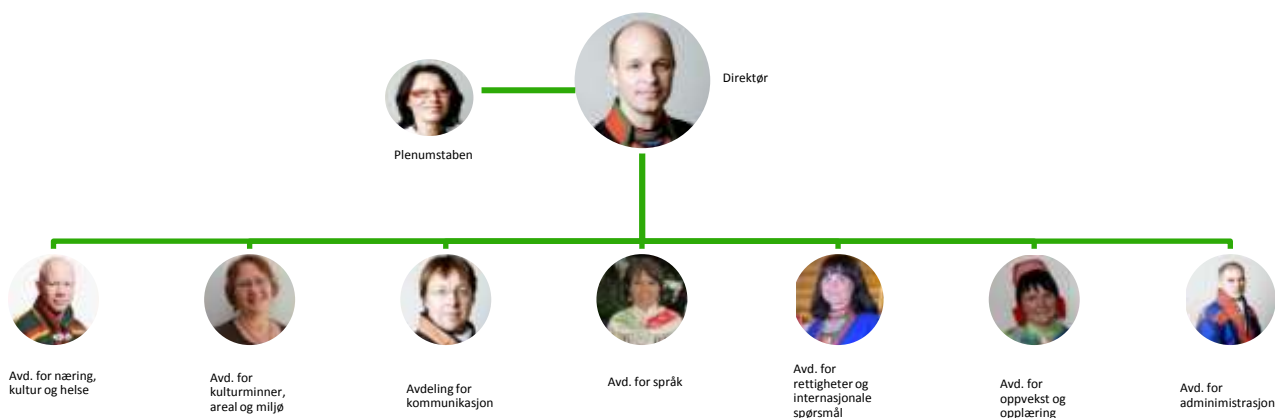 Direktør
Plenumstaben
Avd. for næring,
kultur og helse
Avd. for
kulturminner,
areal og miljø
Avdeling for
kommunikasjon
Avd. for språk
Avd. for
rettigheter og
internasjonale
spørsmål
Avd. for
oppvekst og
opplæring
Avd. for
adminimistrasjon